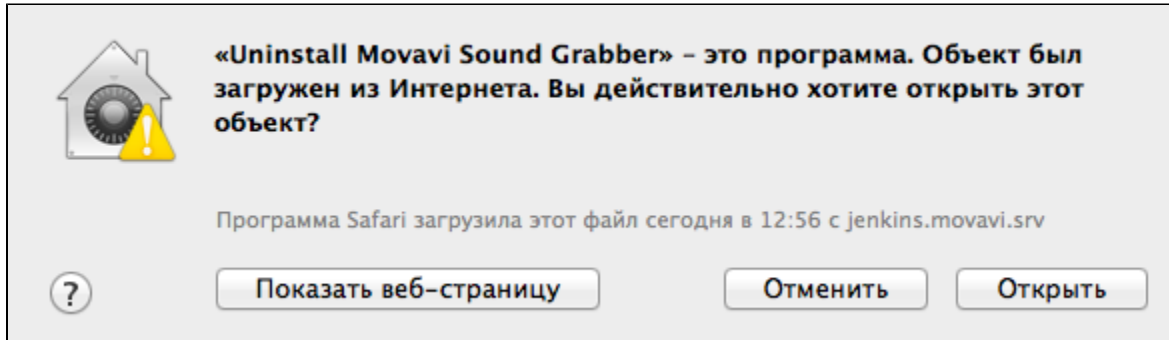 «Uninstall Movavi Sound Grabber» – это программа. Объект был
загружен из Интернета. Вы действительно хотите открыть этот
объект?
Программа Safari загрузила этот файл сегодня в 12:56 с jenkins.movavi.srv
?
Показать веб-страницу
Отменить
Открыть